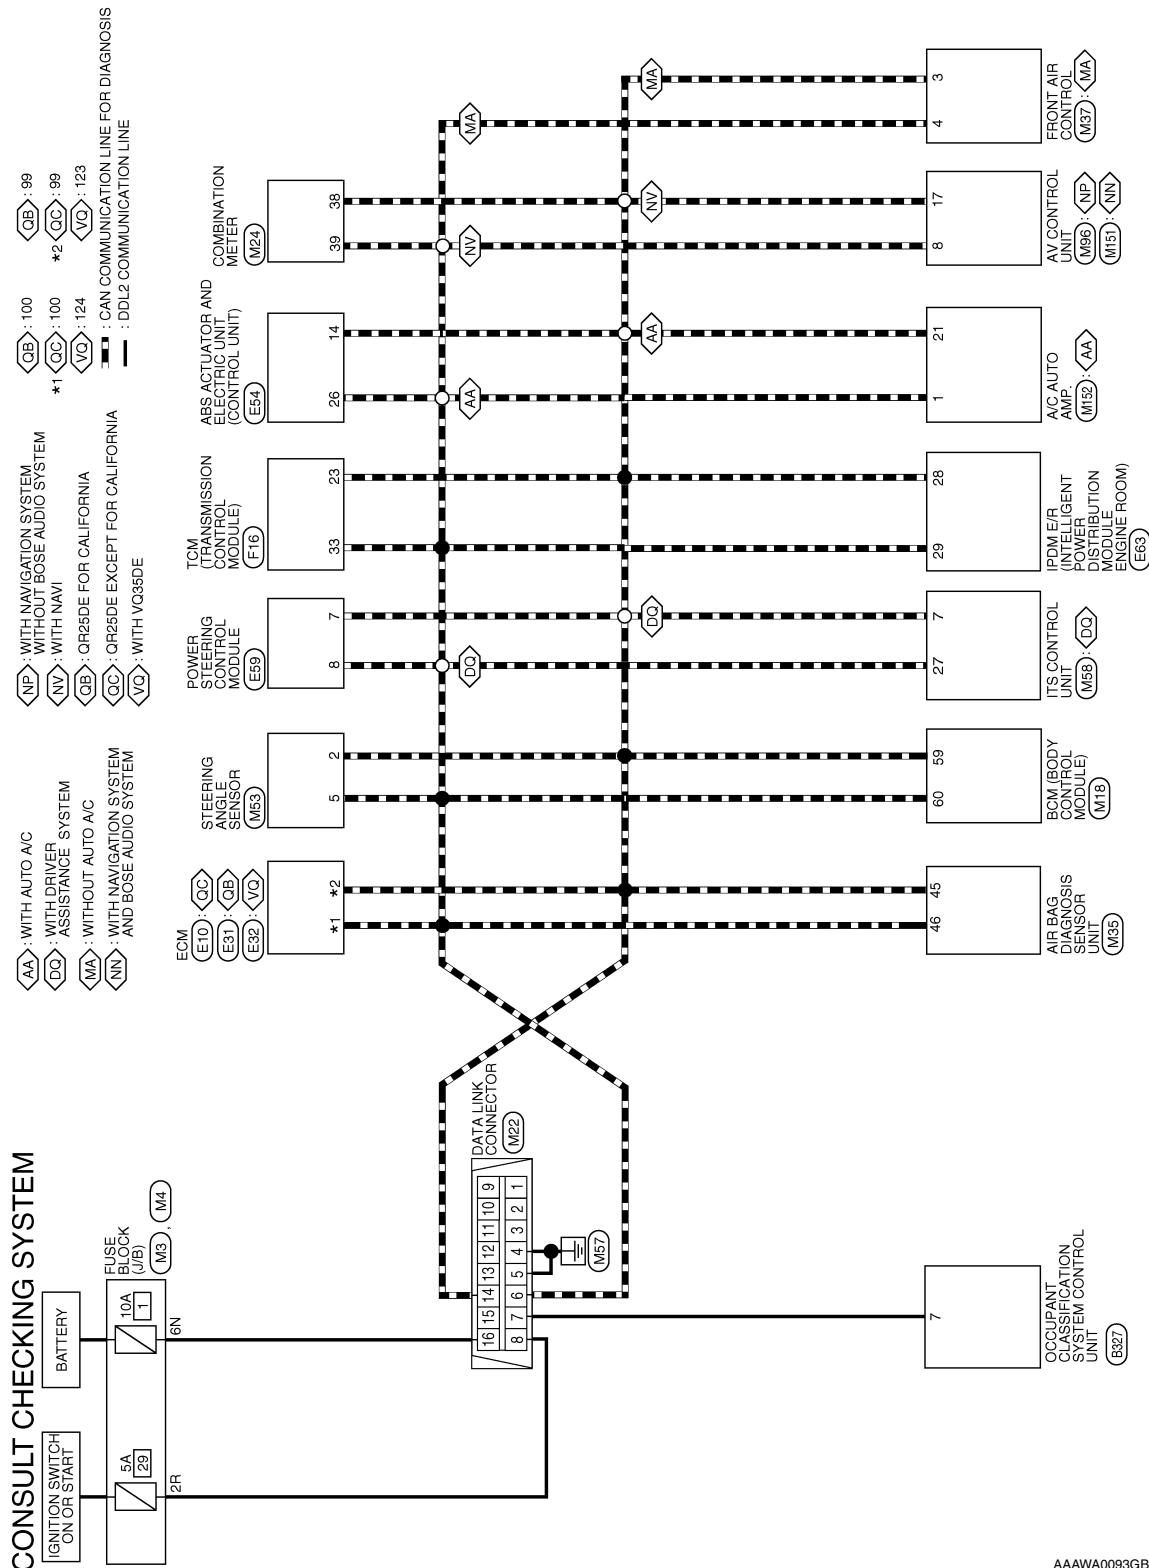 CONSULT CHECKING SYSTEM
IGNITION SWITCH
ON OR START
BATTERY
5A
29
10A
1
FUSE
BLOCK
(J/B)
M3 , M4
2R
6N
DATA LINK
CONNECTOR
M22
16 15 14 13 12 11 10 9
8 7 6 5 4 3 2 1
M57
7
OCCUPANT
CLASSIFICATION
SYSTEM CONTROL
UNIT
B327
AA : WITH AUTO A/C
DQ : WITH DRIVER
ASSISTANCE SYSTEM
MA : WITHOUT AUTO A/C
NN : WITH NAVIGATION SYSTEM
AND BOSE AUDIO SYSTEM
NP : WITH NAVIGATION SYSTEM
WITHOUT BOSE AUDIO SYSTEM
NV : WITH NAVI
QB : QR25DE FOR CALIFORNIA
QC : QR25DE EXCEPT FOR CALIFORNIA
VQ : WITH VQ35DE
QB : 100
*1 QC : 100
VQ : 124
QB : 99
*2 QC : 99
VQ : 123
: CAN COMMUNICATION LINE FOR DIAGNOSIS
: DDL2 COMMUNICATION LINE
ECM
E10 : QC
E31 : QB
E32 : VQ
*1 *2
STEERING
ANGLE
SENSOR
M53
5 2
POWER
STEERING
CONTROL
MODULE
E59
8 7
TCM
(TRANSMISSION
CONTROL
MODULE)
F16
33 23
ABS ACTUATOR AND
ELECTRIC UNIT
(CONTROL UNIT)
E54
26 14
COMBINATION
METER
M24
39 38
DQ
AA
NV
MA
DQ
AA
NV
MA
46 45
AIR BAG
DIAGNOSIS
SENSOR
UNIT
M35
60 59
BCM (BODY
CONTROL
MODULE)
M18
27 7
ITS CONTROL
UNIT
M58 : DQ
29 28
IPDM E/R
(INTELLIGENT
POWER
DISTRIBUTION
MODULE
ENGINE ROOM)
E63
1 21
A/C AUTO
AMP.
M152 : AA
8 17
AV CONTROL
UNIT
M96 : NP
M151 : NN
4 3
FRONT AIR
CONTROL
M37 : MA
AAAWA0093GB